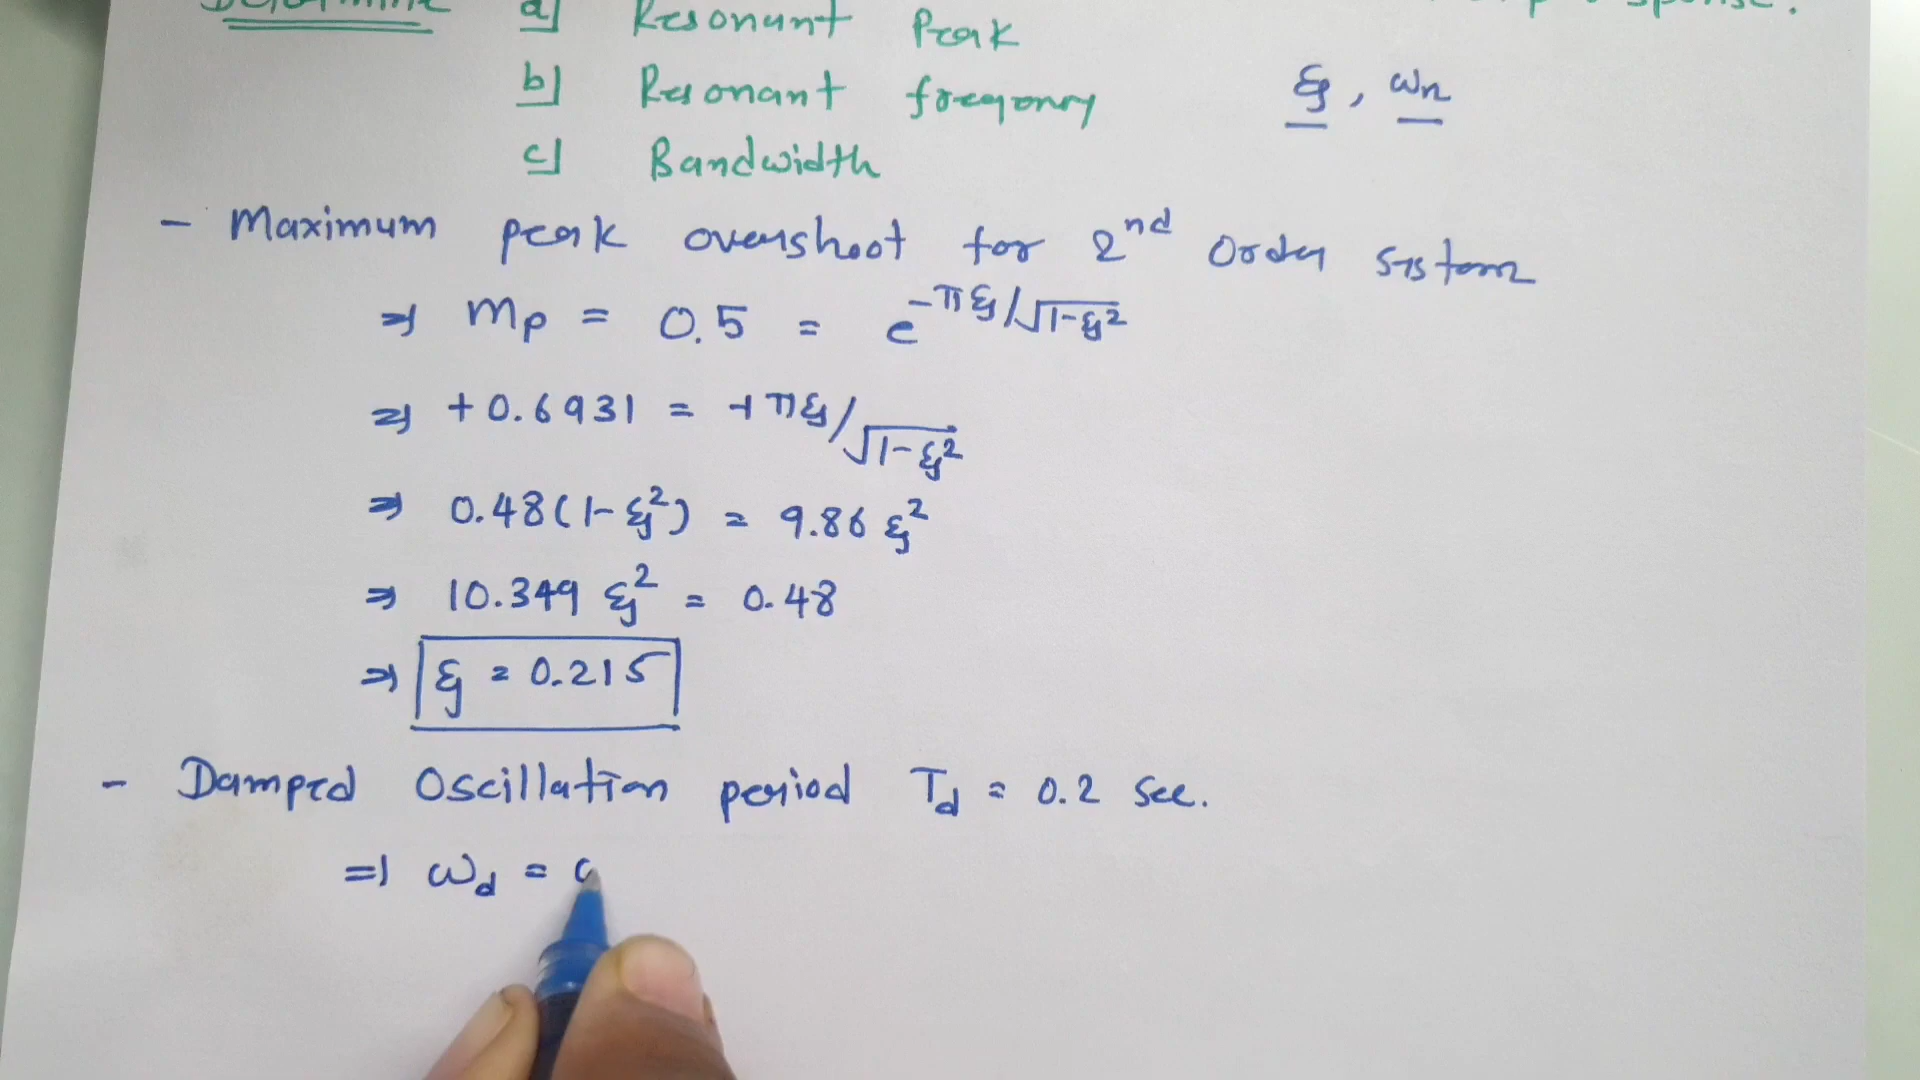 Determine a] Resonant Peak
b] Resonant freqency ξ, ωn
c] Bandwidth
- Maximum peak overshoot for 2nd Order system
⇒ Mp = 0.5 = e^-πξ/√1-ξ²
⇒ +0.6931 = +πξ/√1-ξ²
⇒ 0.48(1-ξ²) = 9.86 ξ²
⇒ 10.349 ξ² = 0.48
⇒ ξ = 0.215
- Damped Oscillation period Td = 0.2 sec.
⇒ ωd =